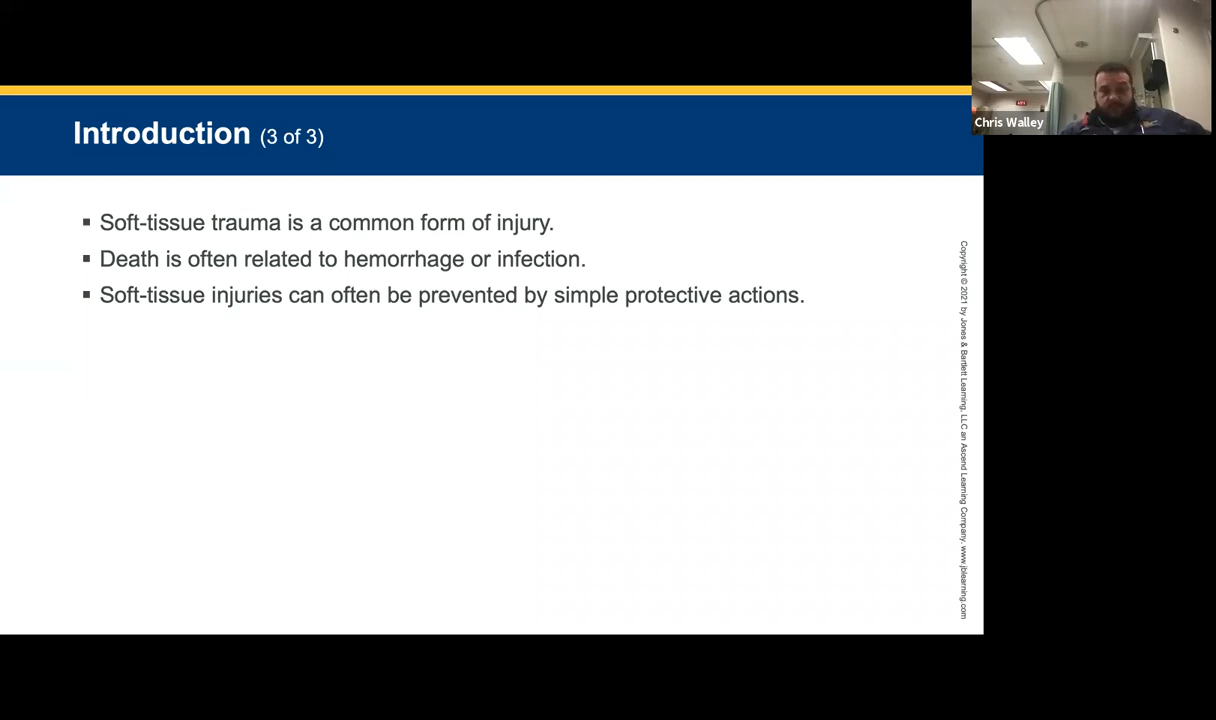 Introduction (3 of 3)
▪ Soft-tissue trauma is a common form of injury.
▪ Death is often related to hemorrhage or infection.
▪ Soft-tissue injuries can often be prevented by simple protective actions.
Copyright © 2021 by Jones & Bartlett Learning, LLC an Ascend Learning Company. www.jblearning.com
Chris Walley